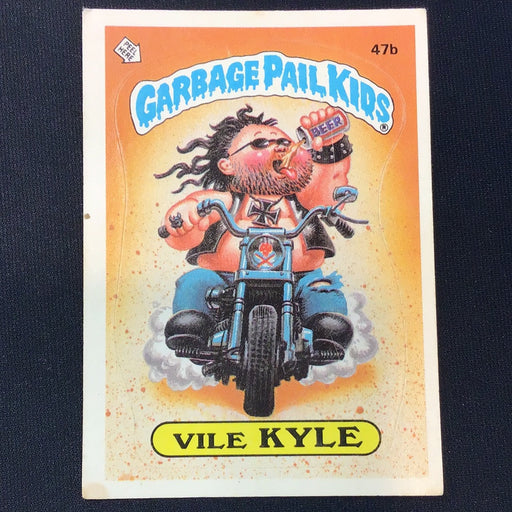 PEEL HERE
47b
GARBAGE PAIL KIDS®
BEER
VILE KYLE